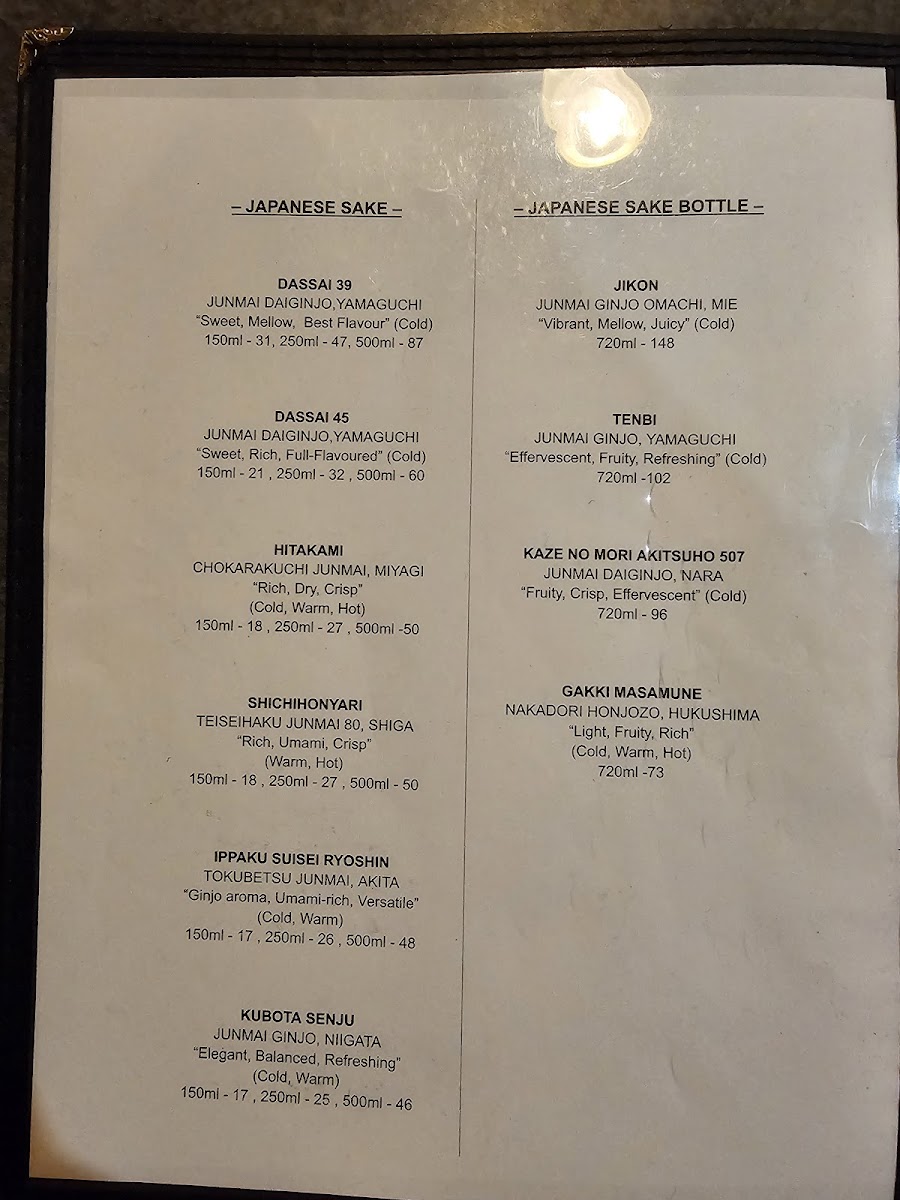 – JAPANESE SAKE –
DASSAI 39
JUNMAI DAIGINJO,YAMAGUCHI
“Sweet, Mellow, Best Flavour” (Cold)
150ml - 31, 250ml - 47, 500ml - 87
DASSAI 45
JUNMAI DAIGINJO,YAMAGUCHI
“Sweet, Rich, Full-Flavoured” (Cold)
150ml - 21 , 250ml - 32 , 500ml - 60
HITAKAMI
CHOKARAKUCHI JUNMAI, MIYAGI
“Rich, Dry, Crisp”
(Cold, Warm, Hot)
150ml - 18 , 250ml - 27 , 500ml -50
SHICHIHONYARI
TEISEIHAKU JUNMAI 80, SHIGA
“Rich, Umami, Crisp”
(Warm, Hot)
150ml - 18 , 250ml - 27 , 500ml - 50
IPPAKU SUISEI RYOSHIN
TOKUBETSU JUNMAI, AKITA
“Ginjo aroma, Umami-rich, Versatile”
(Cold, Warm)
150ml - 17 , 250ml - 26 , 500ml - 48
KUBOTA SENJU
JUNMAI GINJO, NIIGATA
“Elegant, Balanced, Refreshing”
(Cold, Warm)
150ml - 17 , 250ml - 25 , 500ml - 46
– JAPANESE SAKE BOTTLE –
JIKON
JUNMAI GINJO OMACHI, MIE
“Vibrant, Mellow, Juicy” (Cold)
720ml - 148
TENBI
JUNMAI GINJO, YAMAGUCHI
“Effervescent, Fruity, Refreshing” (Cold)
720ml -102
KAZE NO MORI AKITSUHO 507
JUNMAI DAIGINJO, NARA
“Fruity, Crisp, Effervescent” (Cold)
720ml - 96
GAKKI MASAMUNE
NAKADORI HONJOZO, HUKUSHIMA
“Light, Fruity, Rich”
(Cold, Warm, Hot)
720ml -73